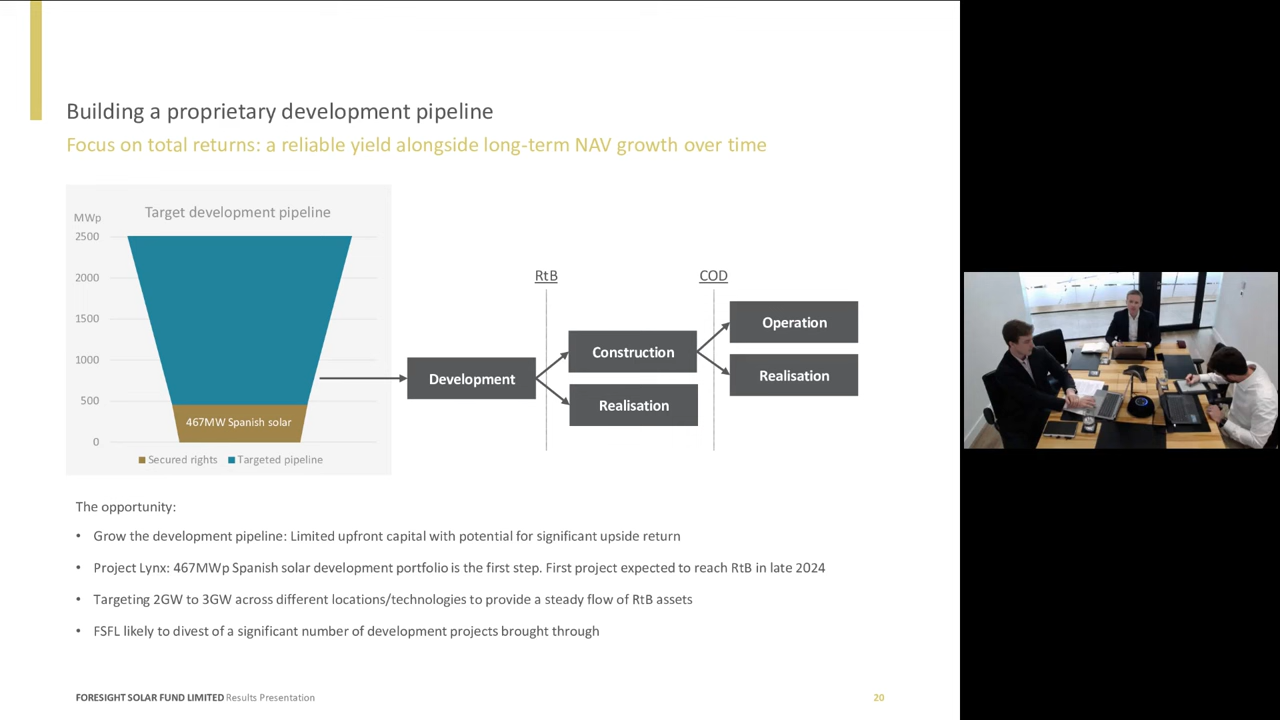 Building a proprietary development pipeline
Focus on total returns: a reliable yield alongside long-term NAV growth over time
Target development pipeline
MWp
2500
2000
1500
1000
500
0
467MW Spanish solar
Secured rights
Targeted pipeline
RtB
COD
Development
Construction
Realisation
Operation
Realisation
The opportunity:
• Grow the development pipeline: Limited upfront capital with potential for significant upside return
• Project Lynx: 467MWp Spanish solar development portfolio is the first step. First project expected to reach RtB in late 2024
• Targeting 2GW to 3GW across different locations/technologies to provide a steady flow of RtB assets
• FSFL likely to divest of a significant number of development projects brought through
FORESIGHT SOLAR FUND LIMITED Results Presentation
20